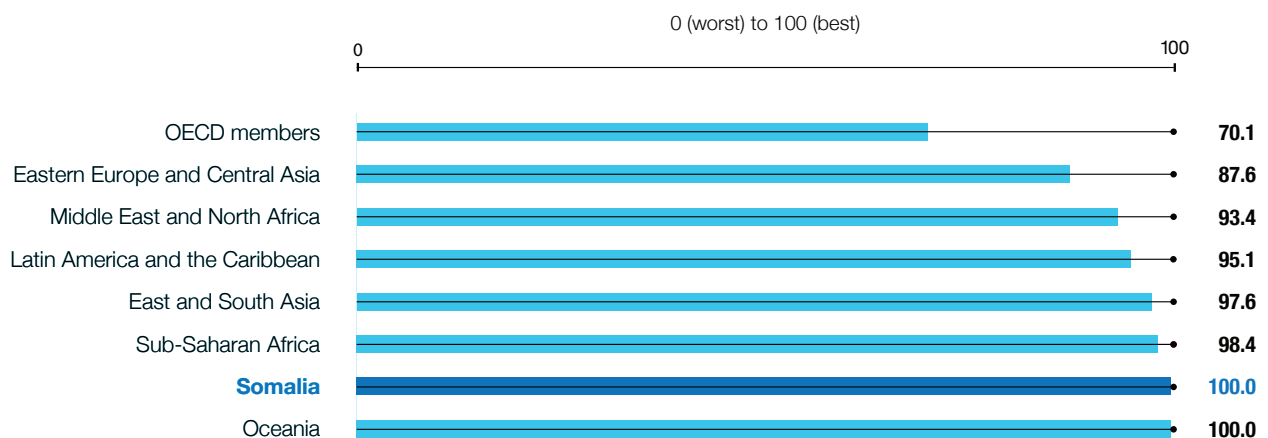 0 (worst) to 100 (best)
0 100
OECD members 70.1
Eastern Europe and Central Asia 87.6
Middle East and North Africa 93.4
Latin America and the Caribbean 95.1
East and South Asia 97.6
Sub-Saharan Africa 98.4
Somalia 100.0
Oceania 100.0